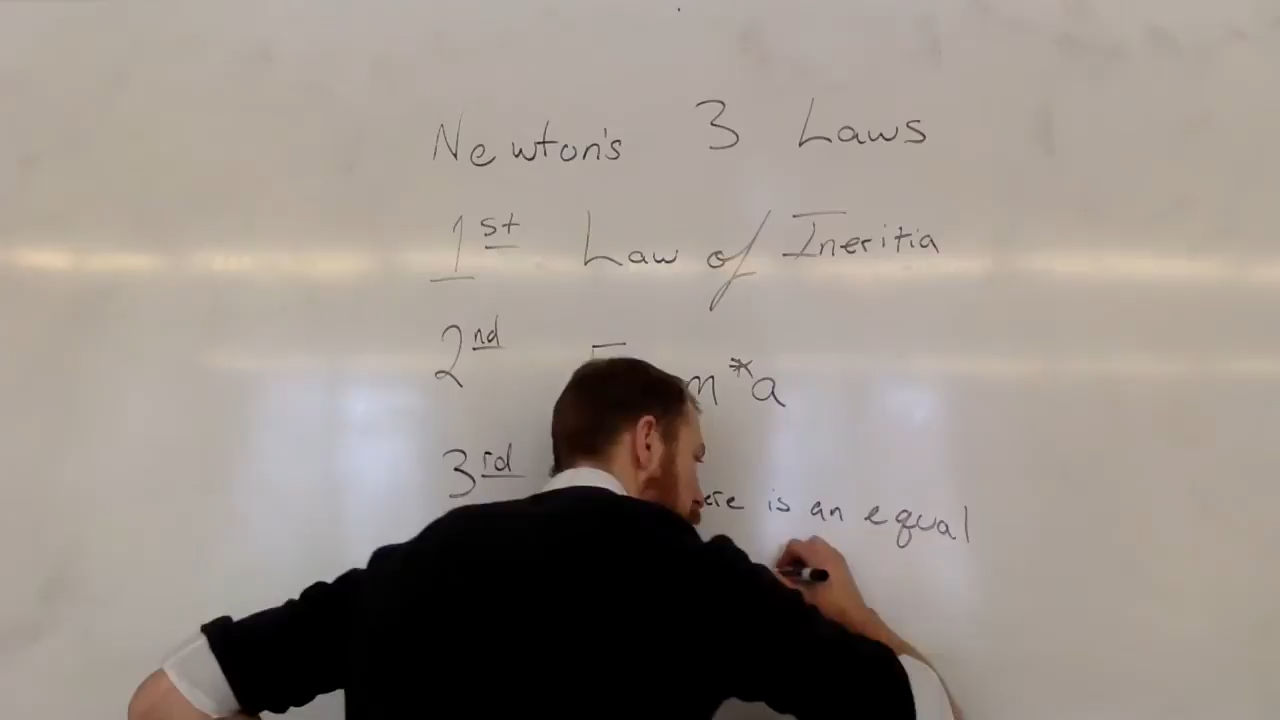 Newton's 3 Laws
1st Law of Ineritia
2nd m*a
3rd is an equal